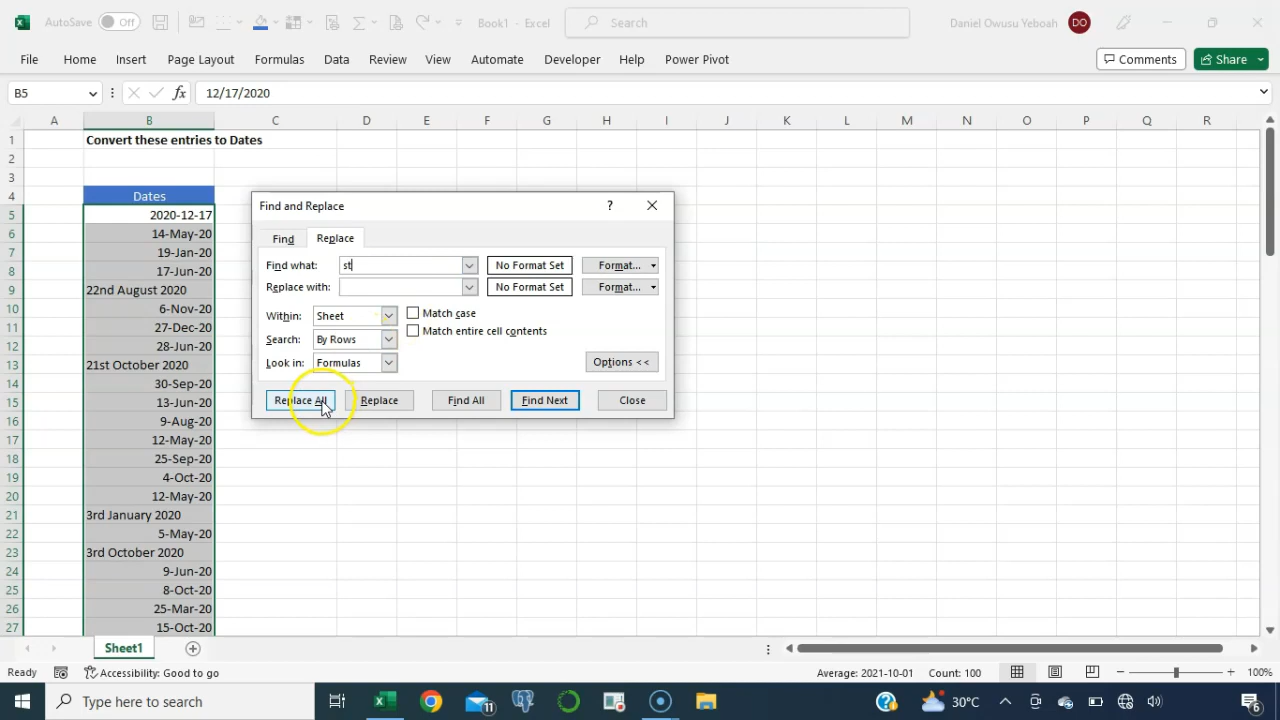 AutoSave Off Book1 - Excel Search Daniel Owusu Yeboah DO
File Home Insert Page Layout Formulas Data Review View Automate Developer Help Power Pivot Comments Share
B5 fx 12/17/2020
A B C D E F G H I J K L M N O P Q R
1 Convert these entries to Dates
2
3
4 Dates
5 2020-12-17
6 14-May-20
7 19-Jan-20
8 17-Jun-20
9 22nd August 2020
10 6-Nov-20
11 27-Dec-20
12 28-Jun-20
13 21st October 2020
14 30-Sep-20
15 13-Jun-20
16 9-Aug-20
17 12-May-20
18 25-Sep-20
19 4-Oct-20
20 12-May-20
21 3rd January 2020
22 5-May-20
23 3rd October 2020
24 9-Jun-20
25 8-Oct-20
26 25-Mar-20
27 15-Oct-20
Find and Replace ?
Find Replace
Find what: st No Format Set Format...
Replace with: No Format Set Format...
Within: Sheet Match case
Search: By Rows Match entire cell contents
Look in: Formulas Options <<
Replace All Replace Find All Find Next Close
Sheet1
Ready Accessibility: Good to go Average: 2021-10-01 Count: 100 100%
Type here to search 11 30°C 6